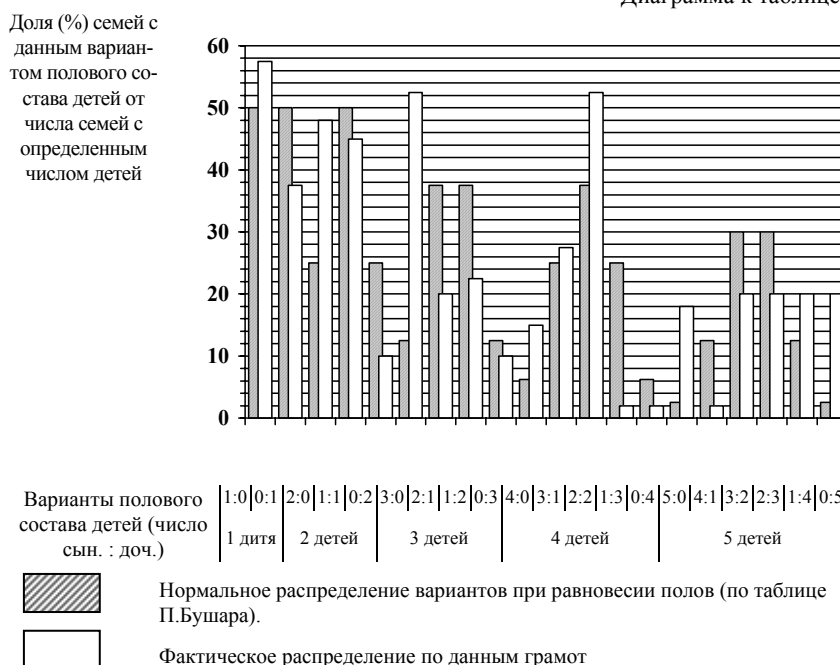 Диаграмма к таблице
Доля (%) семей с
данным вариан-
том полового со-
става детей от
числа семей с
определенным
числом детей
60
50
40
30
20
10
0
Варианты полового
состава детей (число
сын. : доч.)
1:0 0:1 2:0 1:1 0:2 3:0 2:1 1:2 0:3 4:0 3:1 2:2 1:3 0:4 5:0 4:1 3:2 2:3 1:4 0:5
1 дитя 2 детей 3 детей 4 детей 5 детей
Нормальное распределение вариантов при равновесии полов (по таблице
П.Бушара).
Фактическое распределение по данным грамот